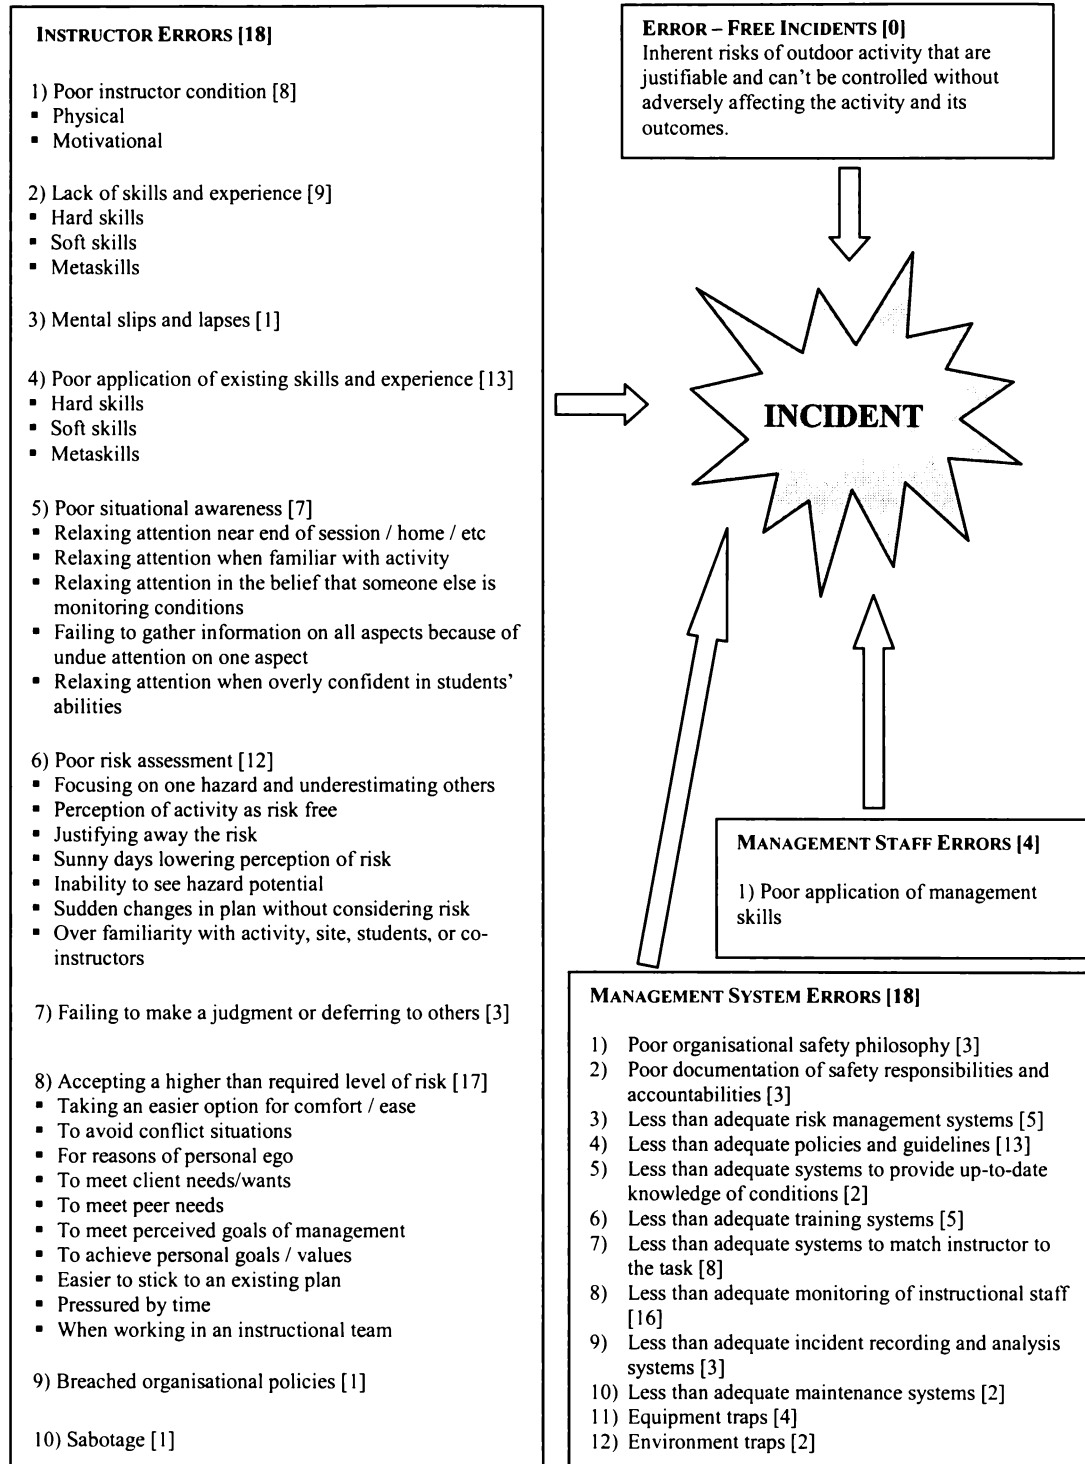 INSTRUCTOR ERRORS [18]
1) Poor instructor condition [8]
▪ Physical
▪ Motivational
2) Lack of skills and experience [9]
▪ Hard skills
▪ Soft skills
▪ Metaskills
3) Mental slips and lapses [1]
4) Poor application of existing skills and experience [13]
▪ Hard skills
▪ Soft skills
▪ Metaskills
5) Poor situational awareness [7]
▪ Relaxing attention near end of session / home / etc
▪ Relaxing attention when familiar with activity
▪ Relaxing attention in the belief that someone else is
monitoring conditions
▪ Failing to gather information on all aspects because of
undue attention on one aspect
▪ Relaxing attention when overly confident in students'
abilities
6) Poor risk assessment [12]
▪ Focusing on one hazard and underestimating others
▪ Perception of activity as risk free
▪ Justifying away the risk
▪ Sunny days lowering perception of risk
▪ Inability to see hazard potential
▪ Sudden changes in plan without considering risk
▪ Over familiarity with activity, site, students, or co-
instructors
7) Failing to make a judgment or deferring to others [3]
8) Accepting a higher than required level of risk [17]
▪ Taking an easier option for comfort / ease
▪ To avoid conflict situations
▪ For reasons of personal ego
▪ To meet client needs/wants
▪ To meet peer needs
▪ To meet perceived goals of management
▪ To achieve personal goals / values
▪ Easier to stick to an existing plan
▪ Pressured by time
▪ When working in an instructional team
9) Breached organisational policies [1]
10) Sabotage [1]
ERROR – FREE INCIDENTS [0]
Inherent risks of outdoor activity that are
justifiable and can't be controlled without
adversely affecting the activity and its
outcomes.
INCIDENT
MANAGEMENT STAFF ERRORS [4]
1) Poor application of management
skills
MANAGEMENT SYSTEM ERRORS [18]
1) Poor organisational safety philosophy [3]
2) Poor documentation of safety responsibilities and
accountabilities [3]
3) Less than adequate risk management systems [5]
4) Less than adequate policies and guidelines [13]
5) Less than adequate systems to provide up-to-date
knowledge of conditions [2]
6) Less than adequate training systems [5]
7) Less than adequate systems to match instructor to
the task [8]
8) Less than adequate monitoring of instructional staff
[16]
9) Less than adequate incident recording and analysis
systems [3]
10) Less than adequate maintenance systems [2]
11) Equipment traps [4]
12) Environment traps [2]